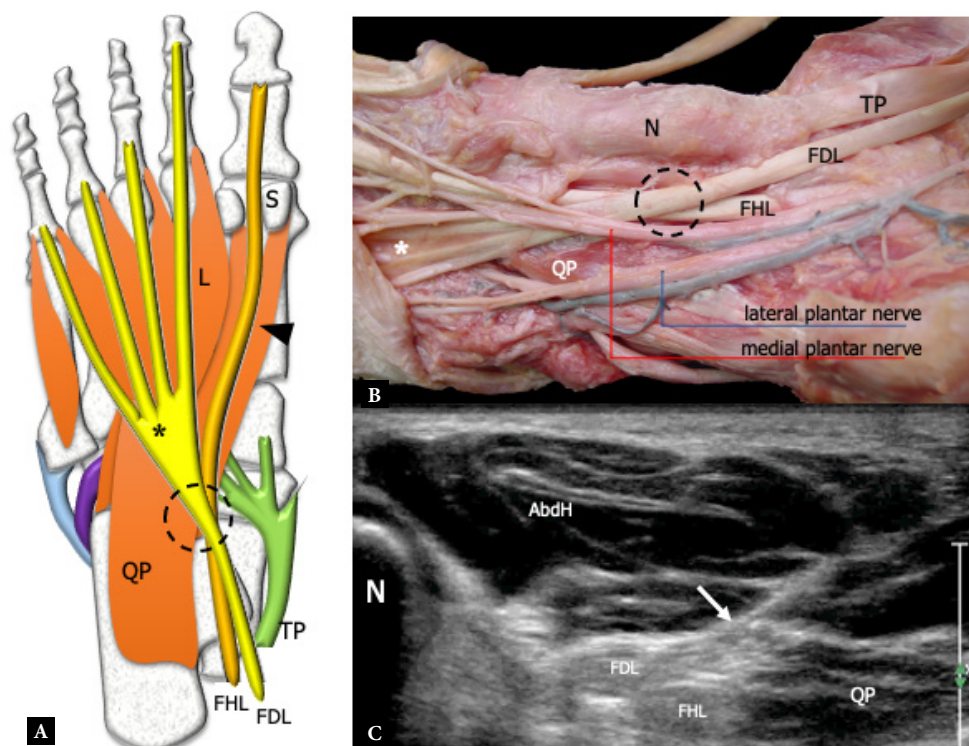 S
L
*
QP
TP
FHL
FDL
A
N
TP
FDL
FHL
*
QP
lateral plantar nerve
medial plantar nerve
B
AbdH
N
FDL
FHL
QP
C